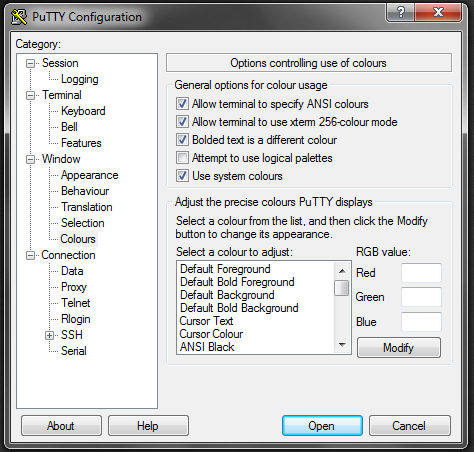 PuTTY Configuration
Category:
Session
Logging
Terminal
Keyboard
Bell
Features
Window
Appearance
Behaviour
Translation
Selection
Colours
Connection
Data
Proxy
Telnet
Rlogin
SSH
Serial
Options controlling use of colours
General options for colour usage
Allow terminal to specify ANSI colours
Allow terminal to use xterm 256-colour mode
Bolded text is a different colour
Attempt to use logical palettes
Use system colours
Adjust the precise colours PuTTY displays
Select a colour from the list, and then click the Modify
button to change its appearance.
Select a colour to adjust:
Default Foreground
Default Bold Foreground
Default Background
Default Bold Background
Cursor Text
Cursor Colour
ANSI Black
RGB value:
Red
Green
Blue
Modify
About
Help
Open
Cancel